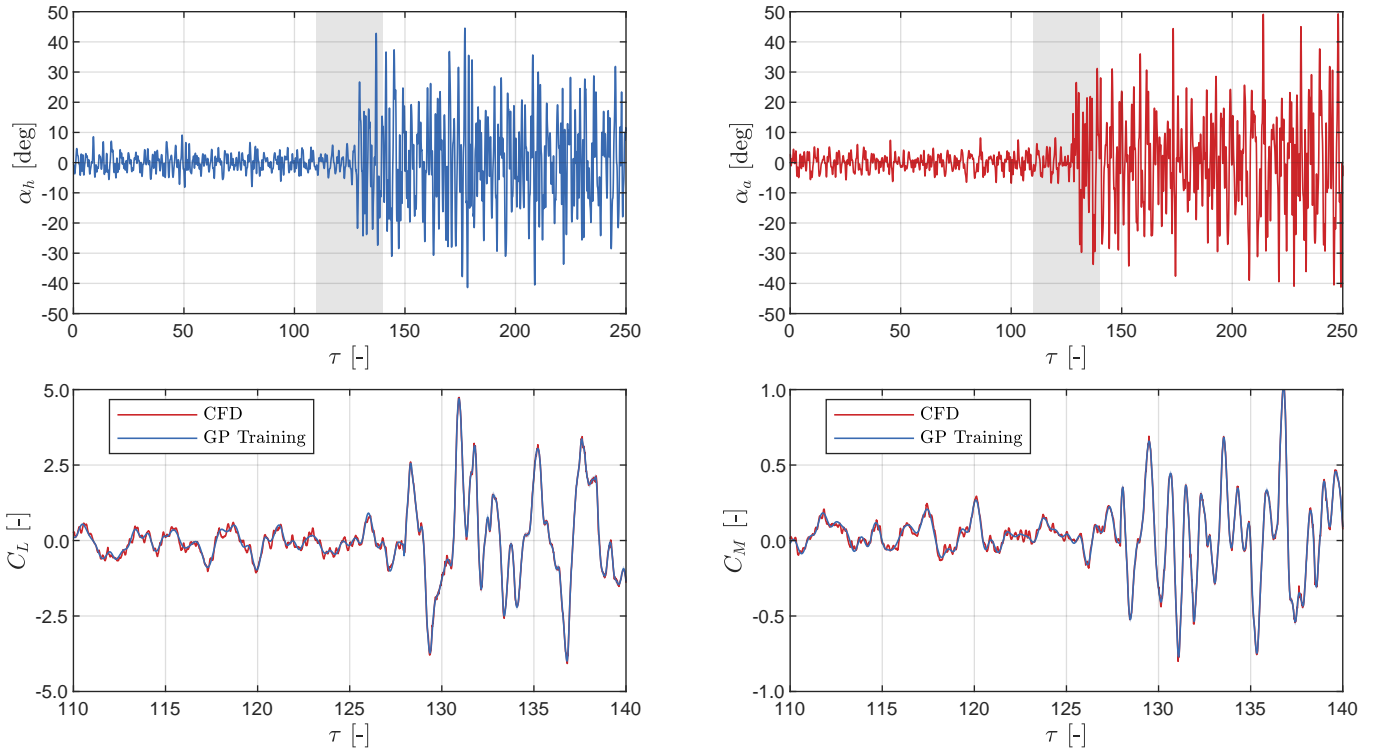 50
40
30
20
10
0
-10
-20
-30
-40
-50
α_h [deg]
0 50 100 150 200 250
τ [-]
50
40
30
20
10
0
-10
-20
-30
-40
-50
α_a [deg]
0 50 100 150 200 250
τ [-]
5.0
2.5
0.0
-2.5
-5.0
C_L [-]
CFD
GP Training
110 115 120 125 130 135 140
τ [-]
1.0
0.5
0.0
-0.5
-1.0
C_M [-]
CFD
GP Training
110 115 120 125 130 135 140
τ [-]